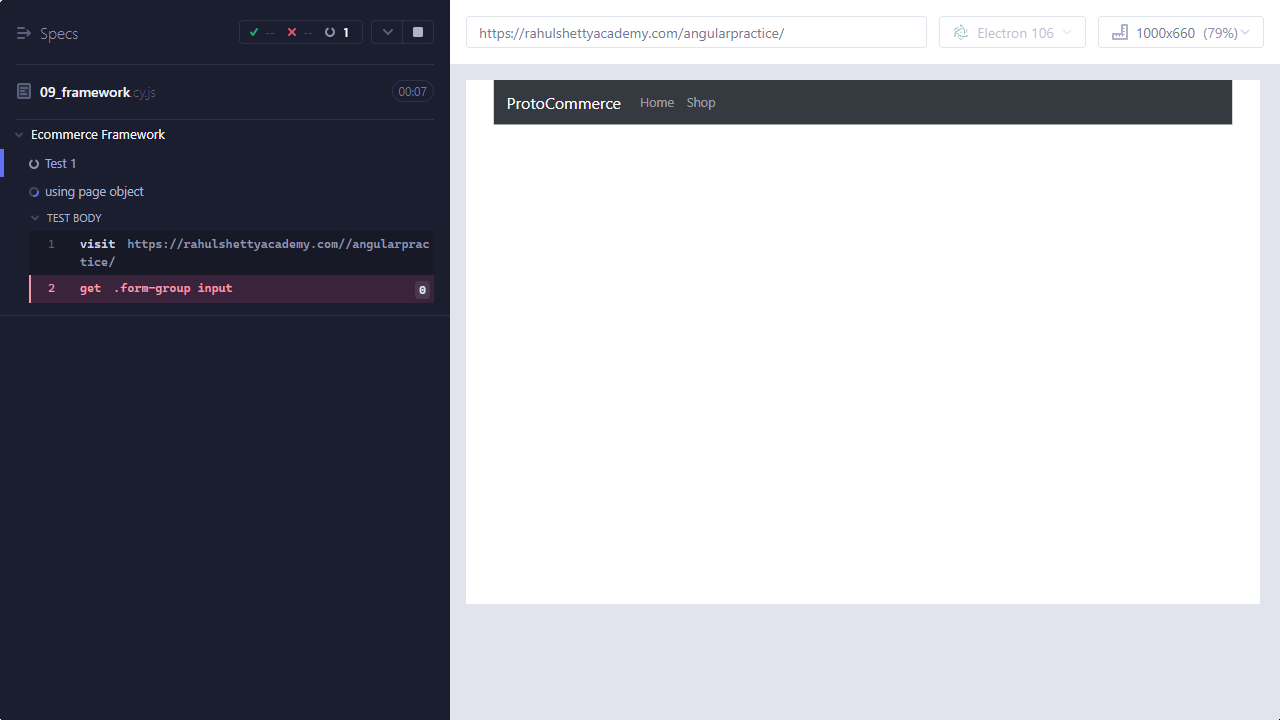 Specs
-- -- 1
09_framework.cy.js 00:07
Ecommerce Framework
Test 1
using page object
TEST BODY
1 visit https://rahulshettyacademy.com//angularprac
tice/
2 get .form-group input 0
https://rahulshettyacademy.com/angularpractice/ Electron 106 1000x660 (79%)
ProtoCommerce Home Shop